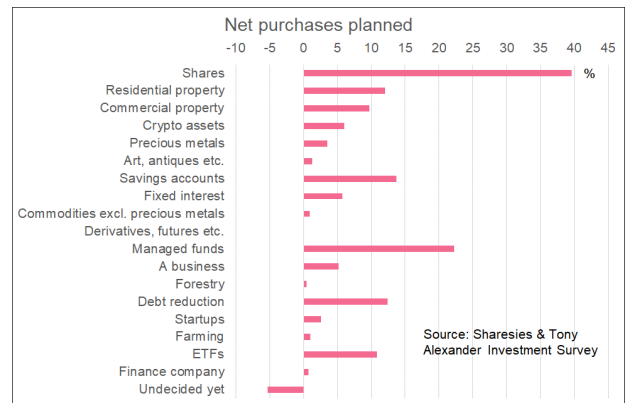 Net purchases planned
-10 -5 0 5 10 15 20 25 30 35 40 45
Shares
%
Residential property
Commercial property
Crypto assets
Precious metals
Art, antiques etc.
Savings accounts
Fixed interest
Commodities excl. precious metals
Derivatives, futures etc.
Managed funds
A business
Forestry
Debt reduction
Startups
Farming
ETFs
Finance company
Undecided yet
Source: Sharesies & Tony
Alexander Investment Survey